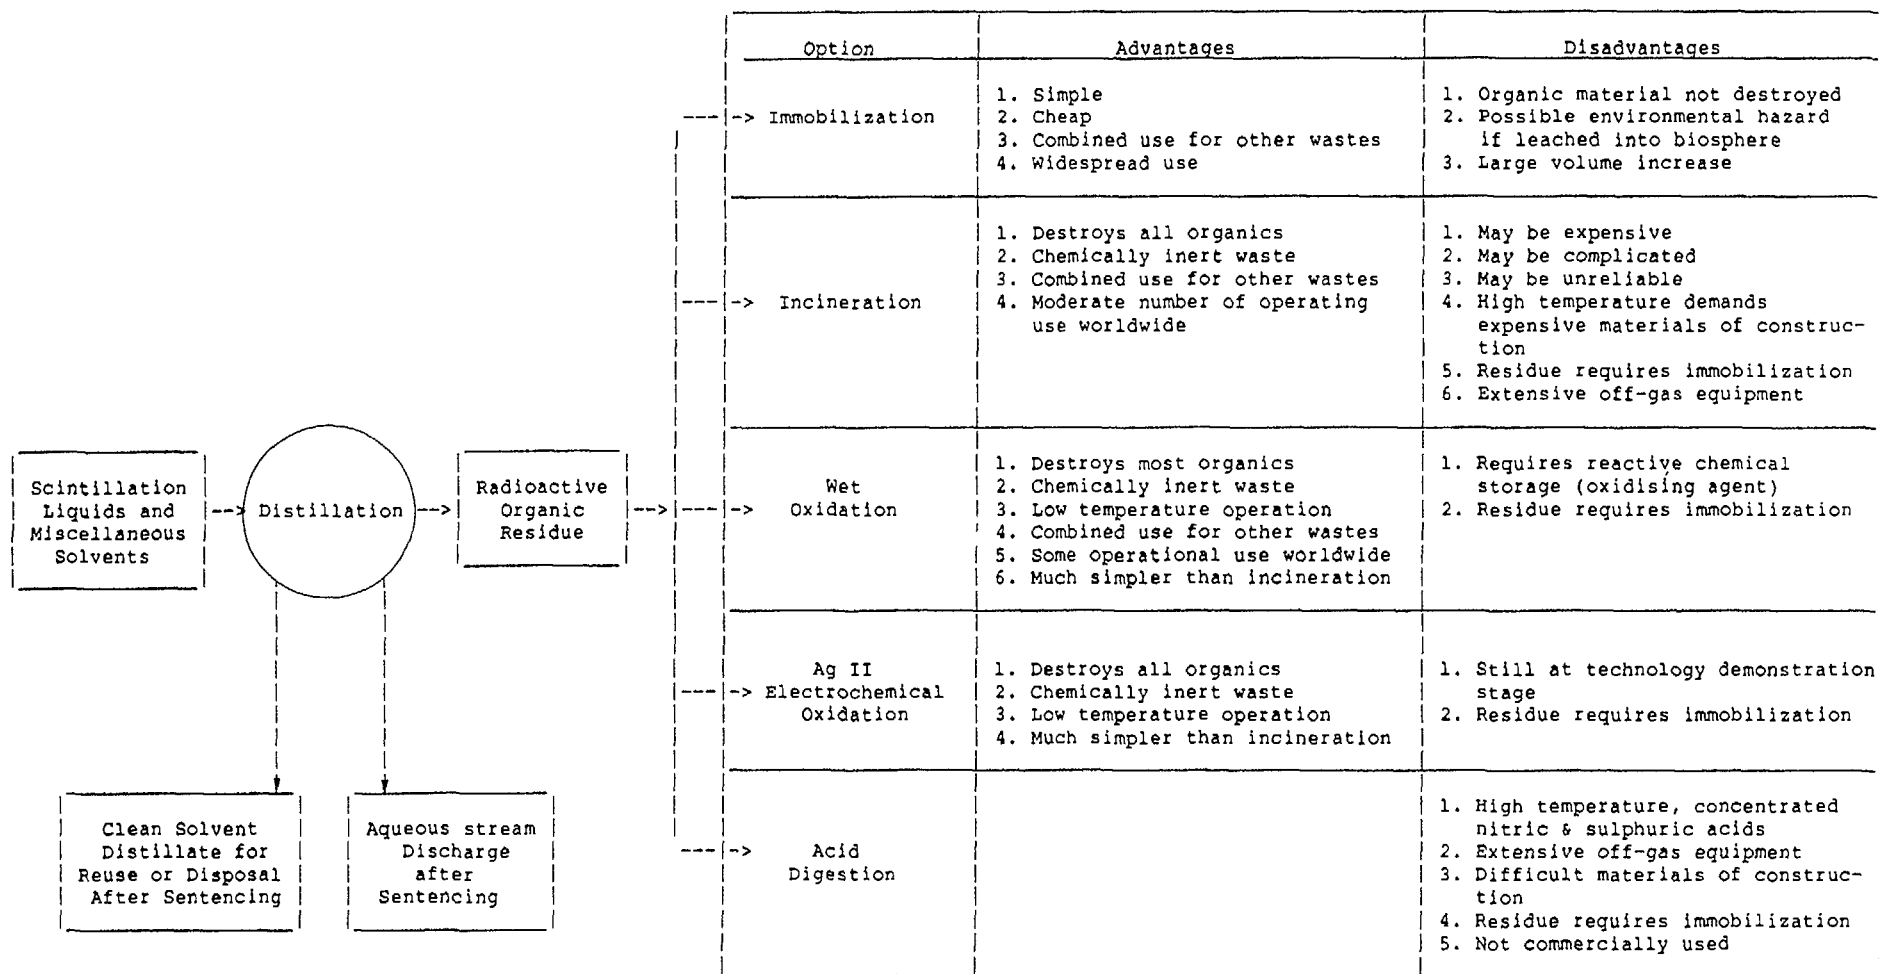 Option
Advantages
Disadvantages
Immobilization
1. Simple
2. Cheap
3. Combined use for other wastes
4. Widespread use
1. Organic material not destroyed
2. Possible environmental hazard
if leached into biosphere
3. Large volume increase
Incineration
1. Destroys all organics
2. Chemically inert waste
3. Combined use for other wastes
4. Moderate number of operating
use worldwide
1. May be expensive
2. May be complicated
3. May be unreliable
4. High temperature demands
expensive materials of construc-
tion
5. Residue requires immobilization
6. Extensive off-gas equipment
Scintillation
Liquids and
Miscellaneous
Solvents
Distillation
Radioactive
Organic
Residue
Wet
Oxidation
1. Destroys most organics
2. Chemically inert waste
3. Low temperature operation
4. Combined use for other wastes
5. Some operational use worldwide
6. Much simpler than incineration
1. Requires reactive chemical
storage (oxidising agent)
2. Residue requires immobilization
Ag II
Electrochemical
Oxidation
1. Destroys all organics
2. Chemically inert waste
3. Low temperature operation
4. Much simpler than incineration
1. Still at technology demonstration
stage
2. Residue requires immobilization
Clean Solvent
Distillate for
Reuse or Disposal
After Sentencing
Aqueous stream
Discharge
after
Sentencing
Acid
Digestion
1. High temperature, concentrated
nitric & sulphuric acids
2. Extensive off-gas equipment
3. Difficult materials of construc-
tion
4. Residue requires immobilization
5. Not commercially used